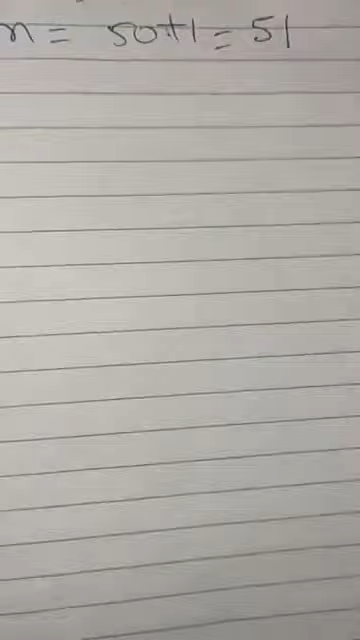 n = 50+1 = 51